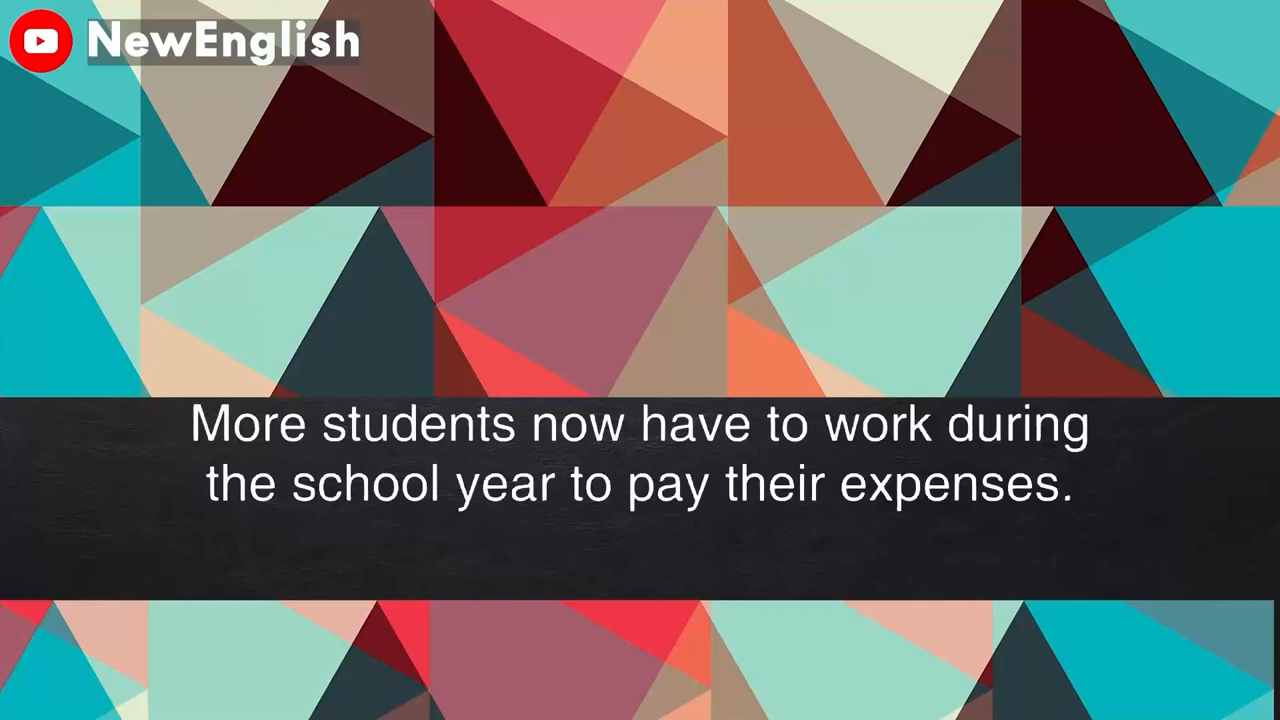 NewEnglish
More students now have to work during
the school year to pay their expenses.